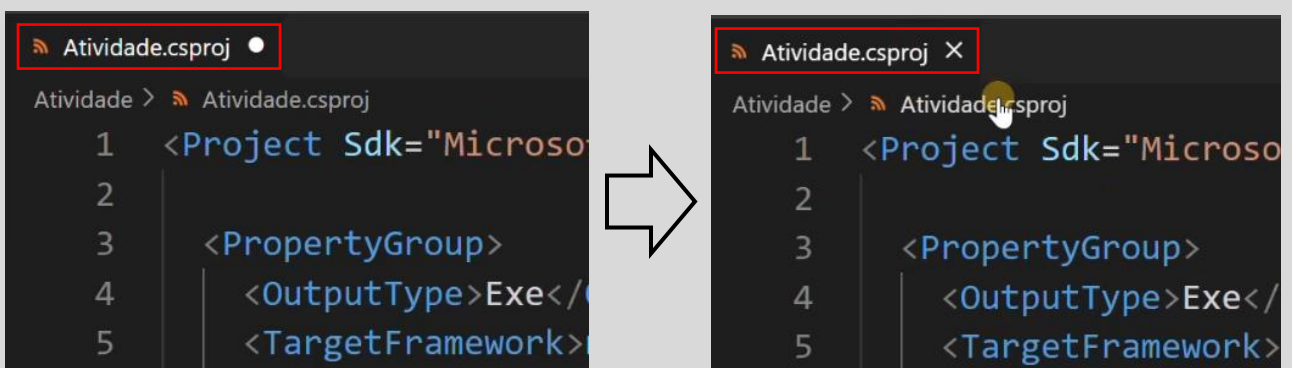 Atividade.csproj
Atividade > Atividade.csproj
1 <Project Sdk="Microso
2
3 <PropertyGroup>
4 <OutputType>Exe</
5 <TargetFramework>
Atividade.csproj
Atividade > Atividade.csproj
1 <Project Sdk="Microso
2
3 <PropertyGroup>
4 <OutputType>Exe</
5 <TargetFramework>